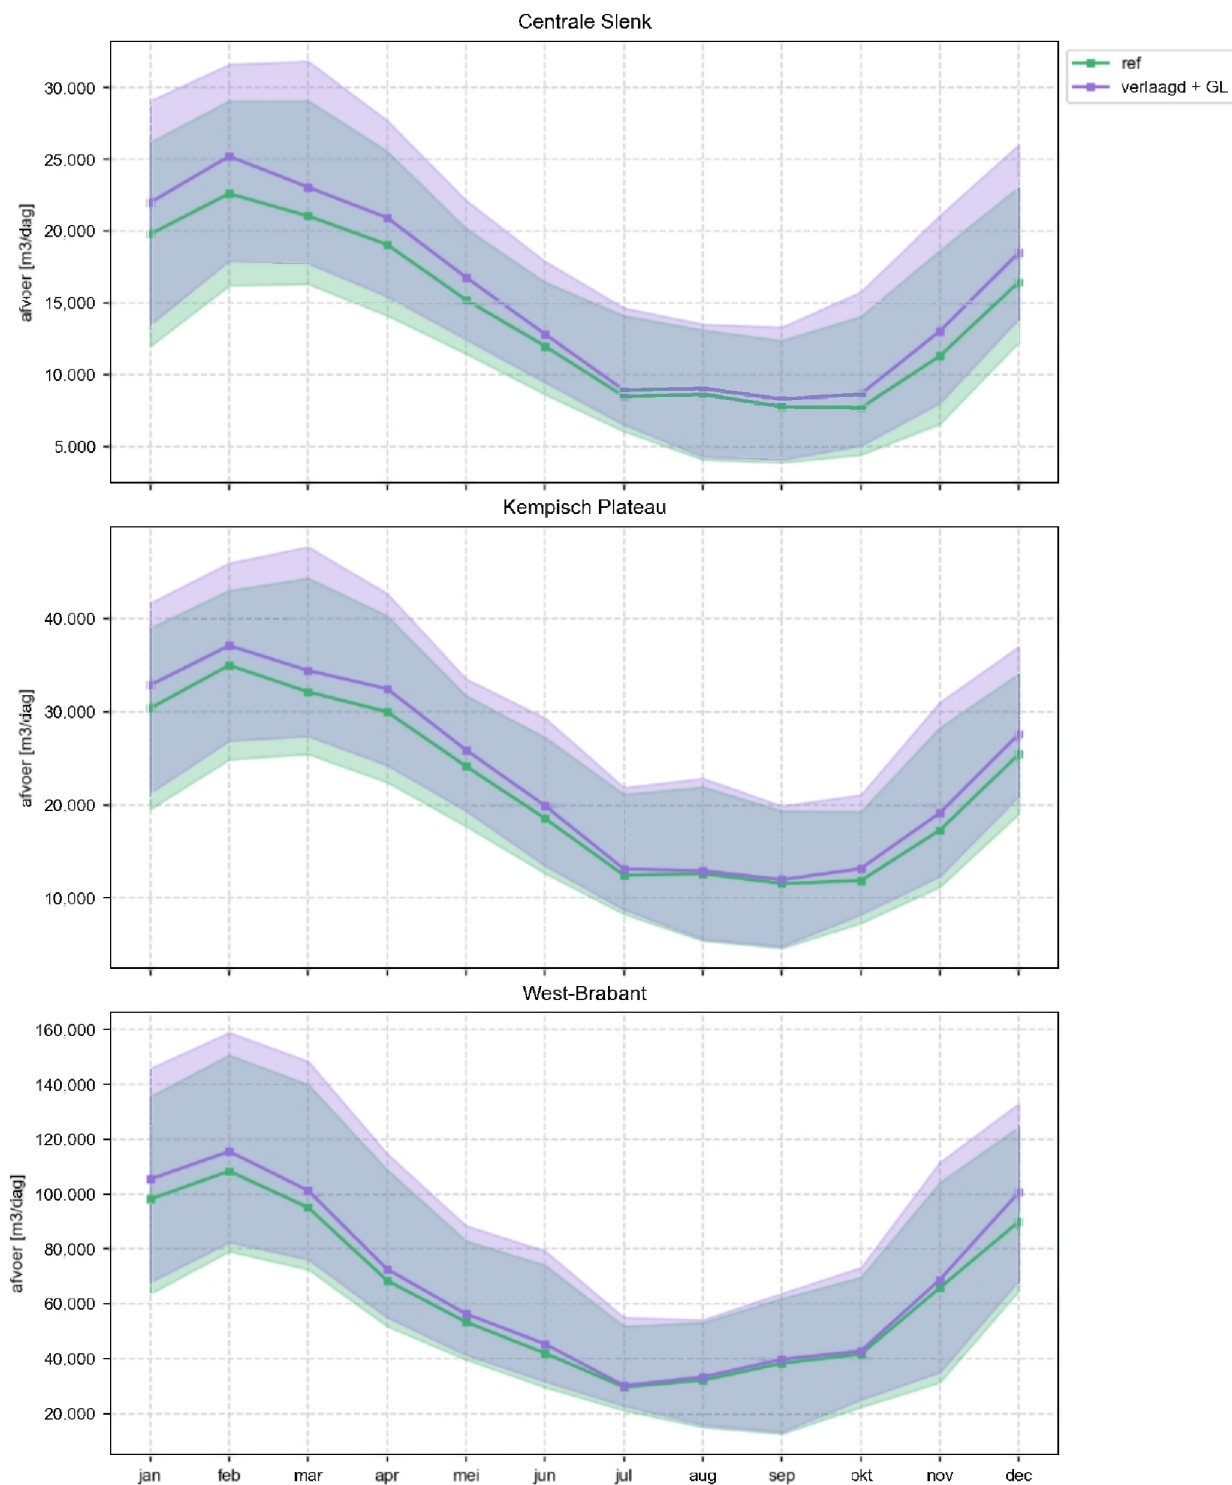 Centrale Slenk
ref
verlaagd + GL
30.000
25.000
20.000
15.000
10.000
5.000
afvoer [m3/dag]
Kempisch Plateau
40.000
30.000
20.000
10.000
afvoer [m3/dag]
West-Brabant
160.000
140.000
120.000
100.000
80.000
60.000
40.000
20.000
afvoer [m3/dag]
jan feb mar apr mei jun jul aug sep okt nov dec